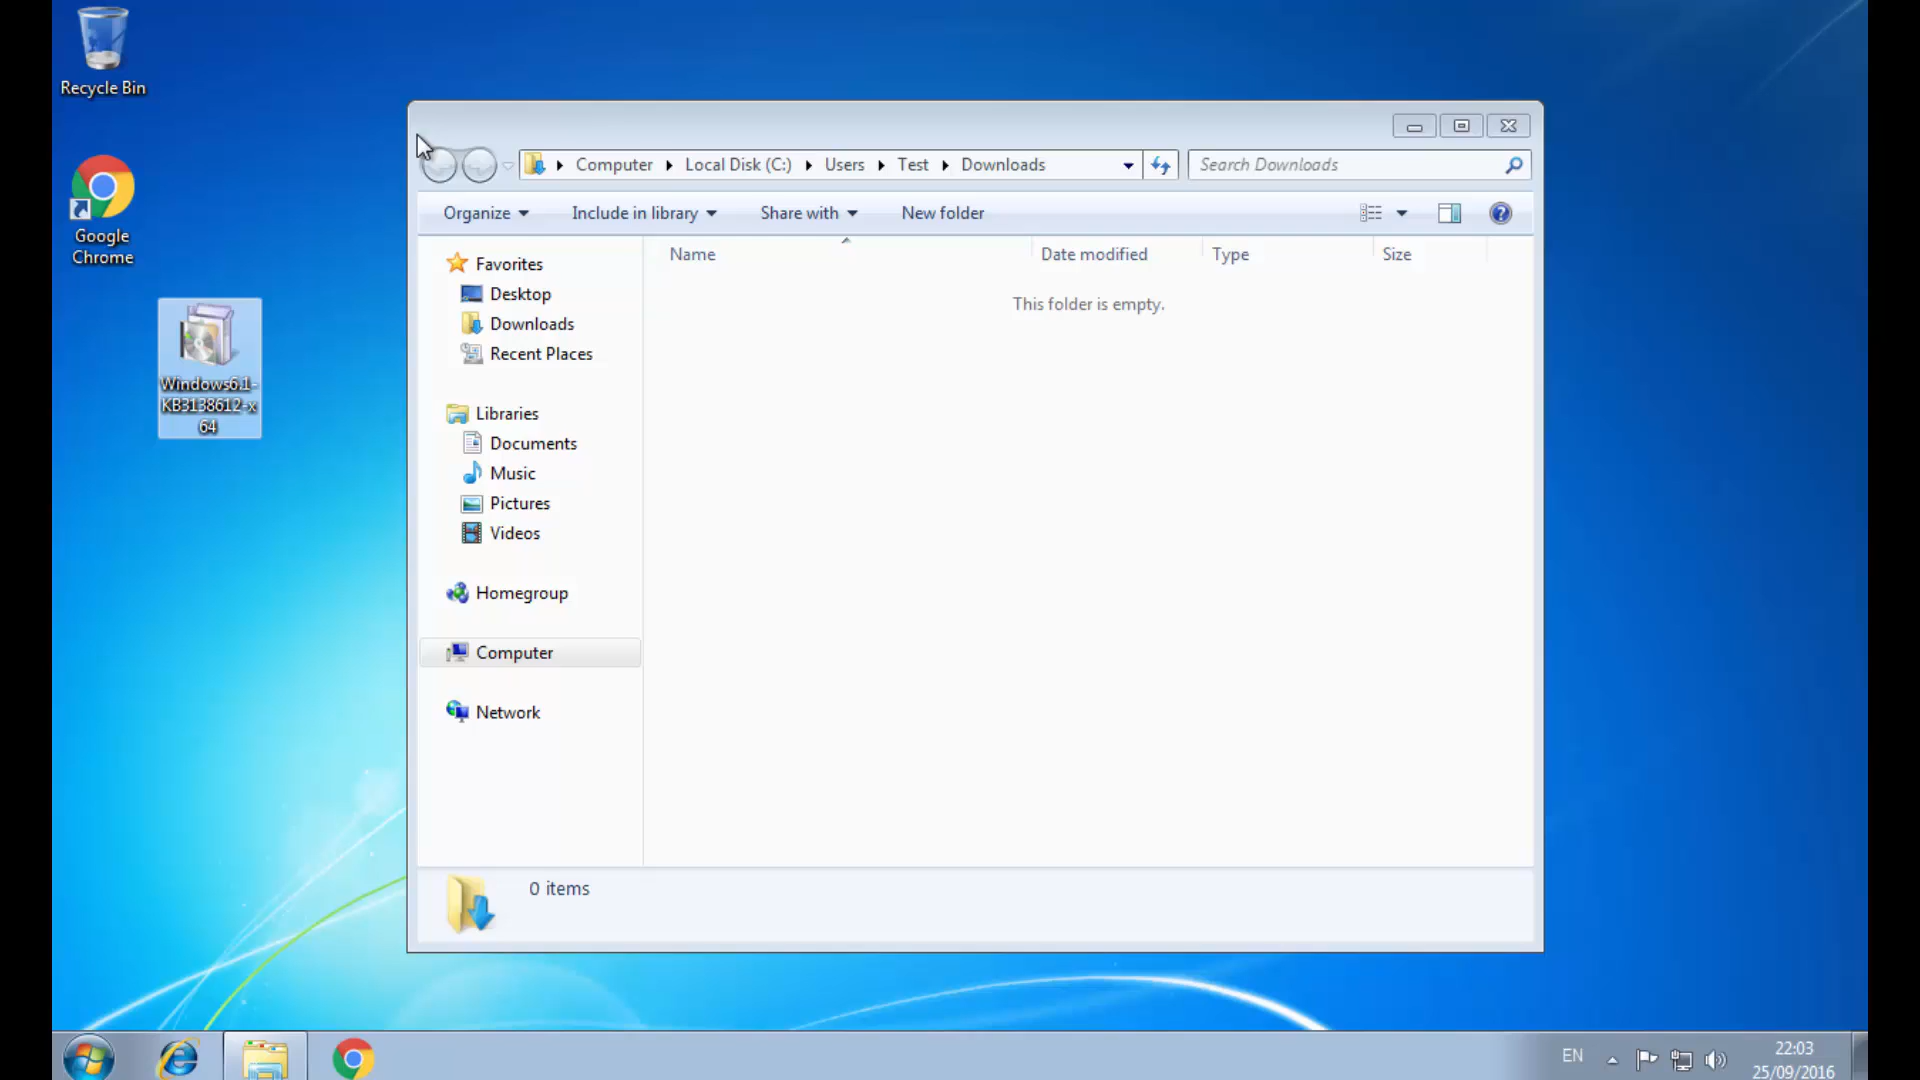 Recycle Bin
Google
Chrome
Windows6.1-
KB3138612-x
64
Computer Local Disk (C:) Users Test Downloads
Search Downloads
Organize Include in library Share with New folder
Name Date modified Type Size
This folder is empty.
Favorites
Desktop
Downloads
Recent Places
Libraries
Documents
Music
Pictures
Videos
Homegroup
Computer
Network
0 items
EN
22:03
25/09/2016